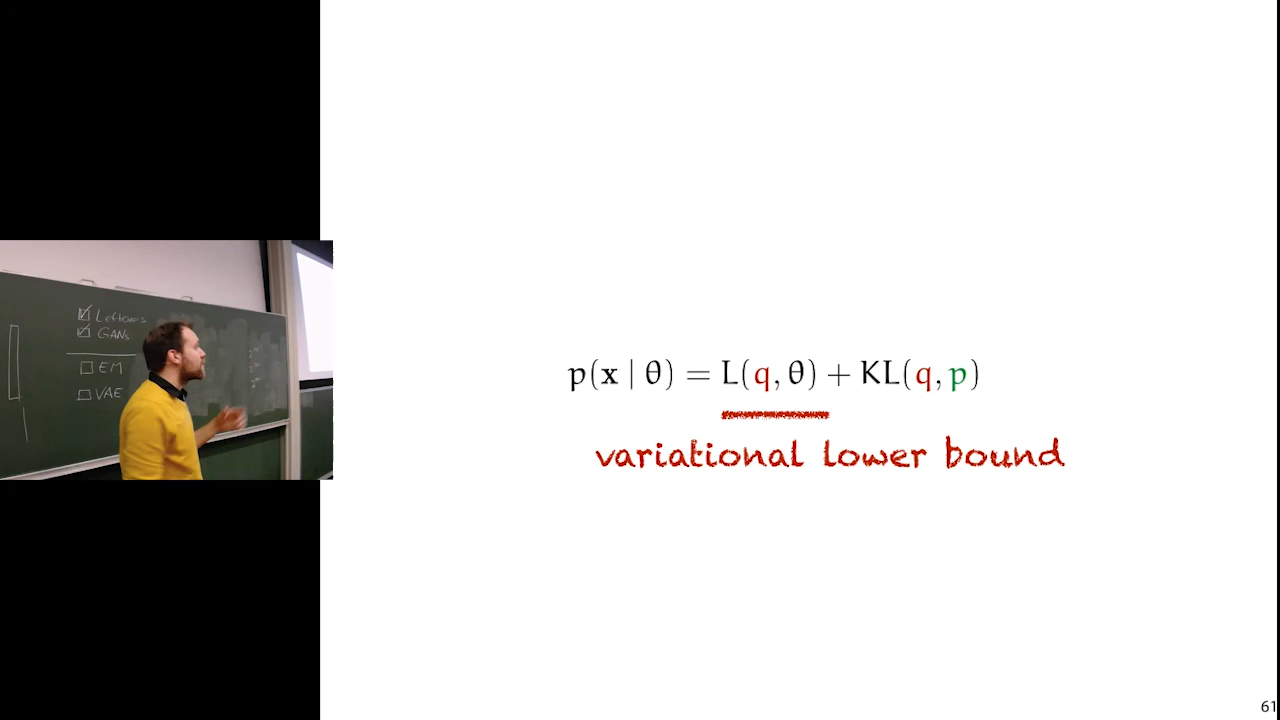 Leftovers
GANs
EM
VAE
p(x | θ) = L(q, θ) + KL(q, p)
variational lower bound
61